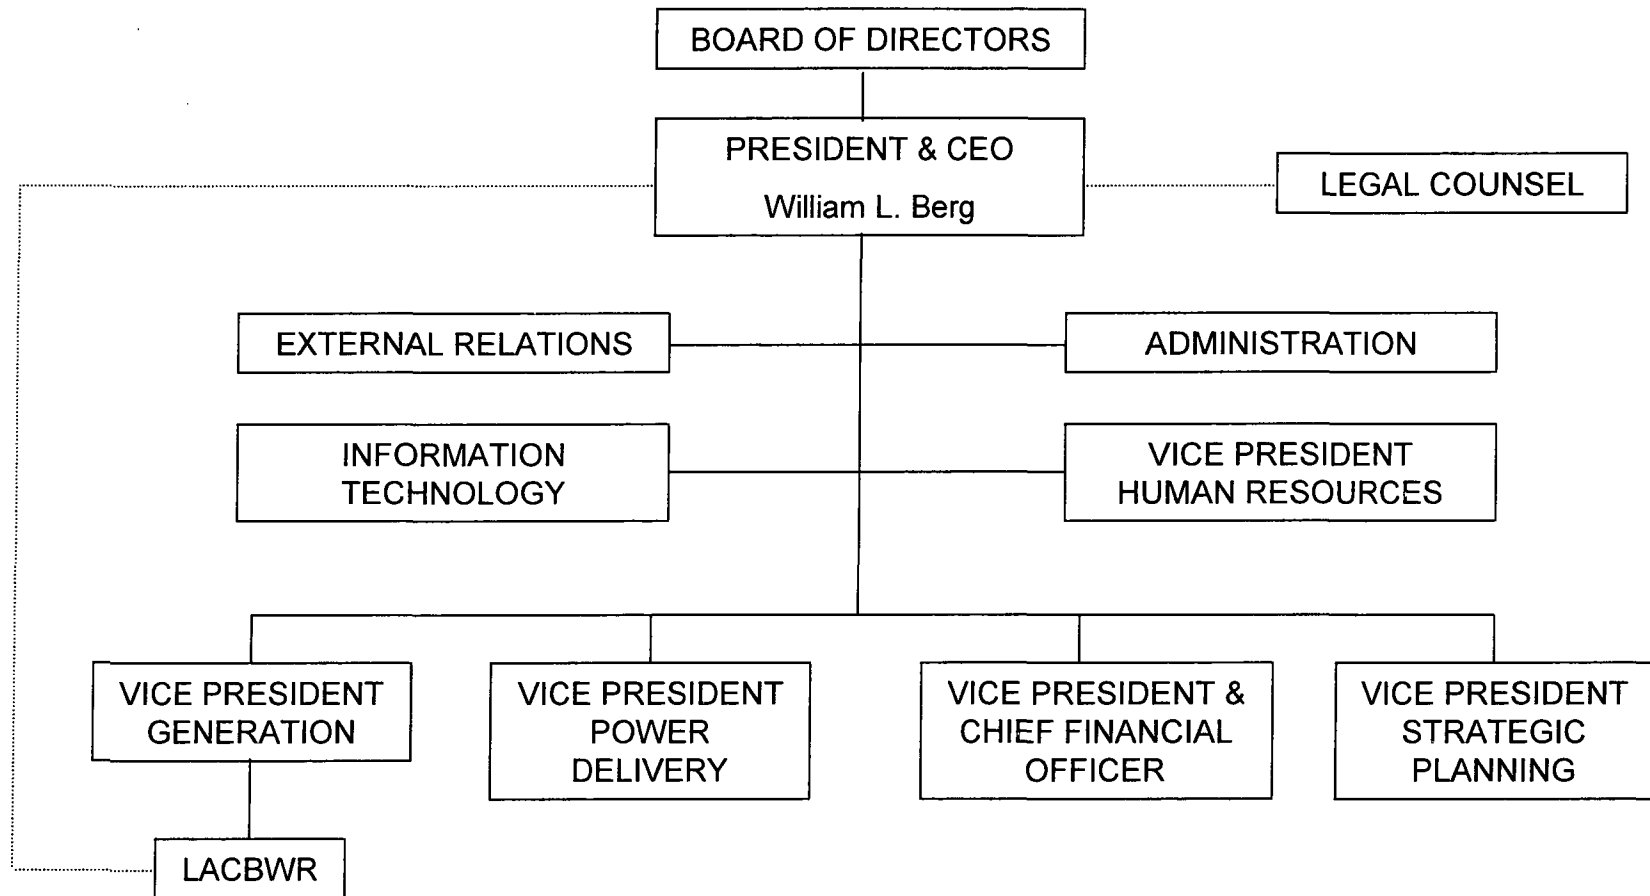 BOARD OF DIRECTORS
PRESIDENT & CEO
William L. Berg
LEGAL COUNSEL
EXTERNAL RELATIONS
ADMINISTRATION
INFORMATION
TECHNOLOGY
VICE PRESIDENT
HUMAN RESOURCES
VICE PRESIDENT
GENERATION
VICE PRESIDENT
POWER
DELIVERY
VICE PRESIDENT &
CHIEF FINANCIAL
OFFICER
VICE PRESIDENT
STRATEGIC
PLANNING
LACBWR